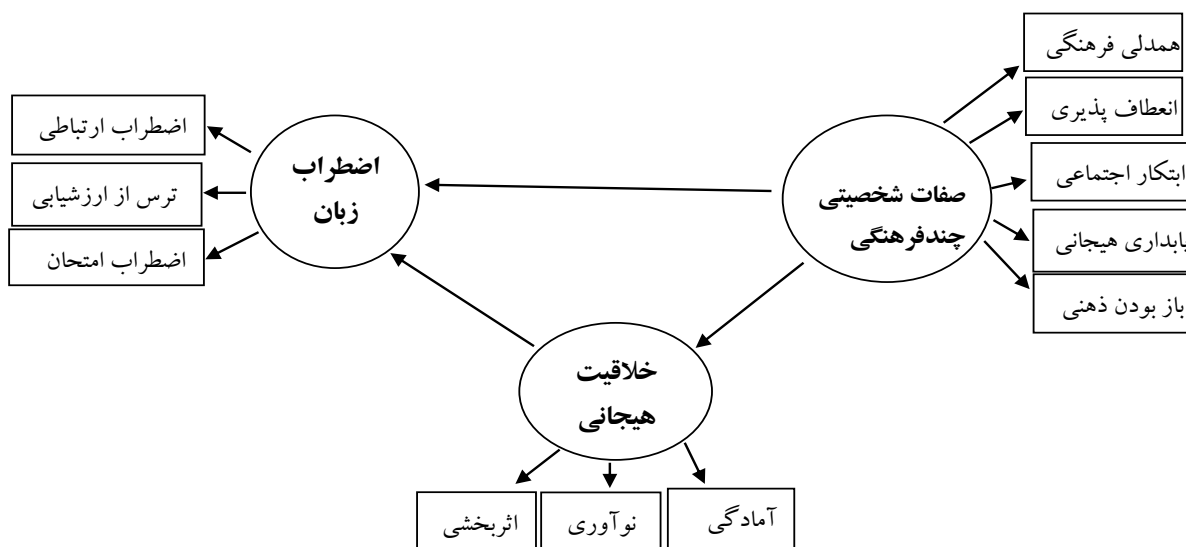 همدلی فرهنگی
انعطاف پذیری
ابتکار اجتماعی
پابداری هیجانی
باز بودن ذهنی
صفات شخصیتی
چندفرهنگی
اضطراب
زبان
اضطراب ارتباطی
ترس از ارزشیابی
اضطراب امتحان
خلاقیت
هیجانی
آمادگی
نوآوری
اثربخشی